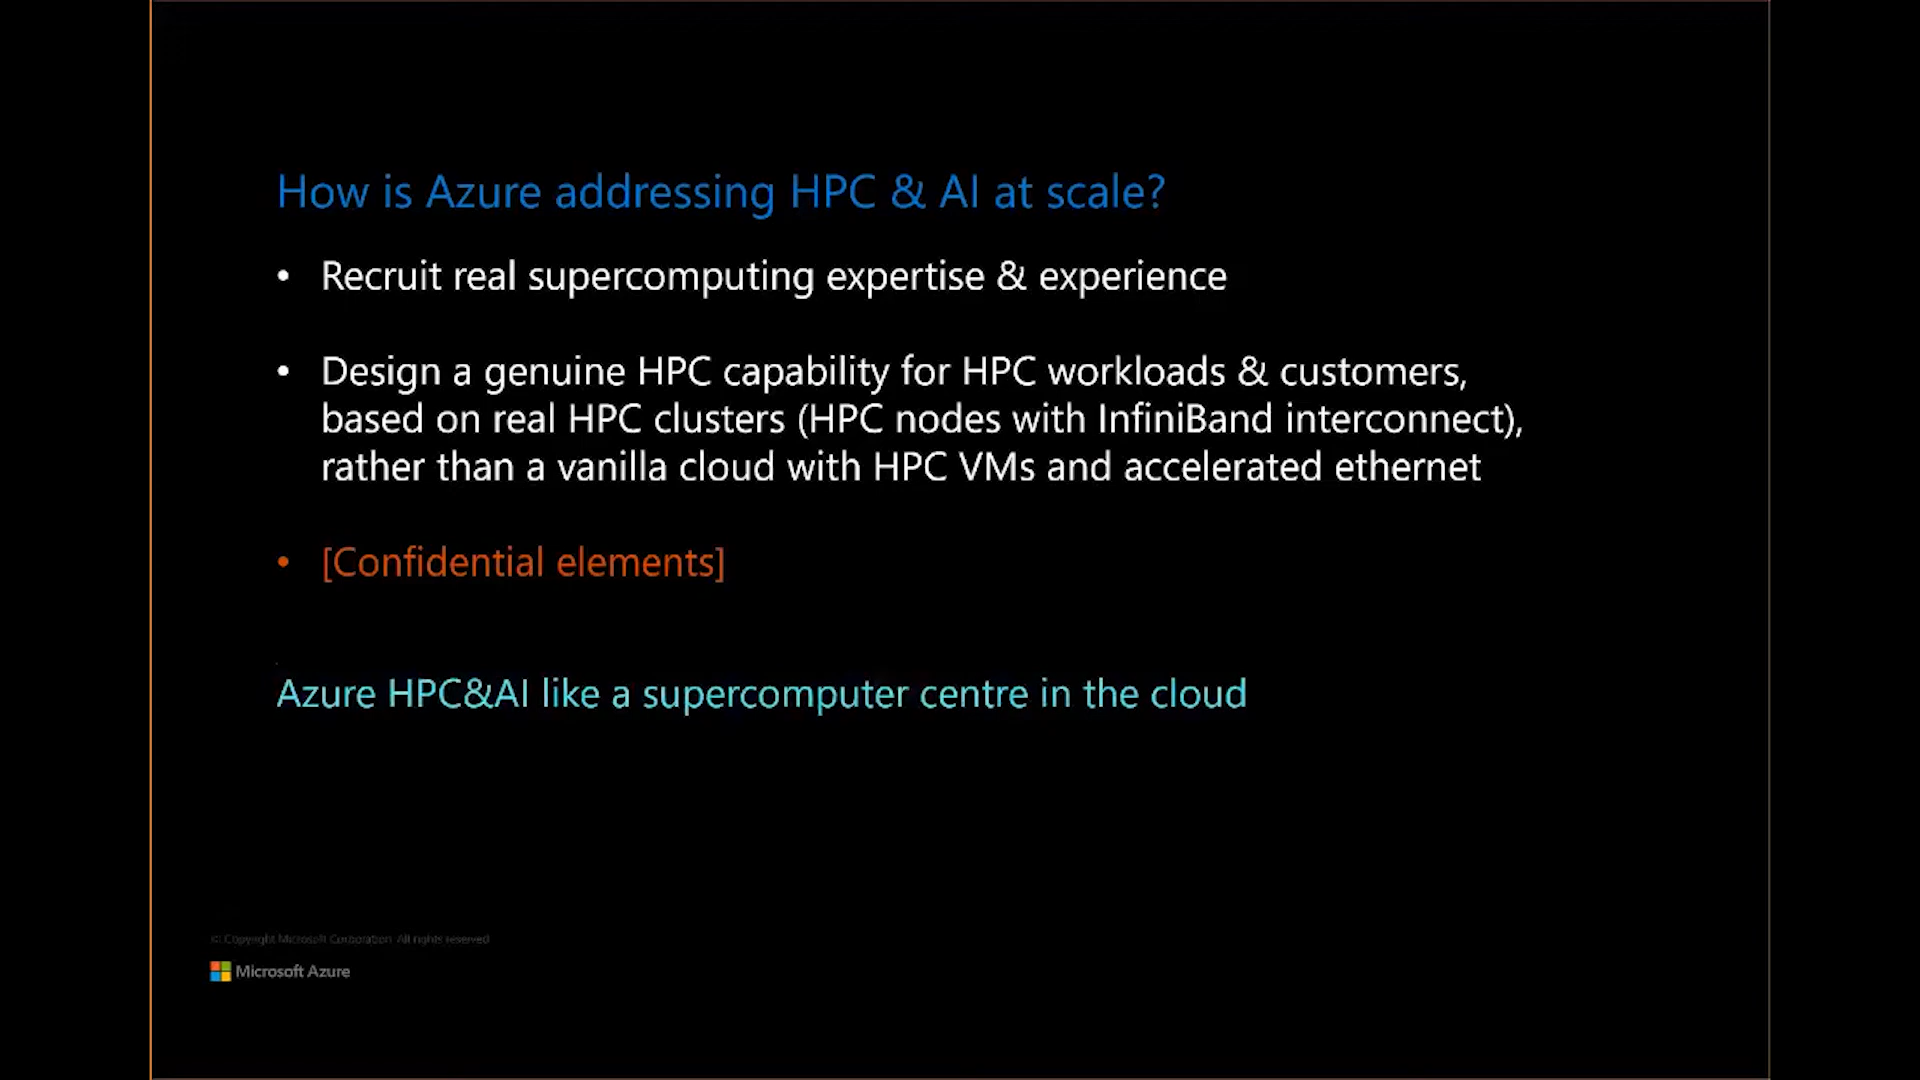 How is Azure addressing HPC & AI at scale?
• Recruit real supercomputing expertise & experience
• Design a genuine HPC capability for HPC workloads & customers,
based on real HPC clusters (HPC nodes with InfiniBand interconnect),
rather than a vanilla cloud with HPC VMs and accelerated ethernet
• [Confidential elements]
Azure HPC&AI like a supercomputer centre in the cloud
© Copyright Microsoft Corporation. All rights reserved.
Microsoft Azure